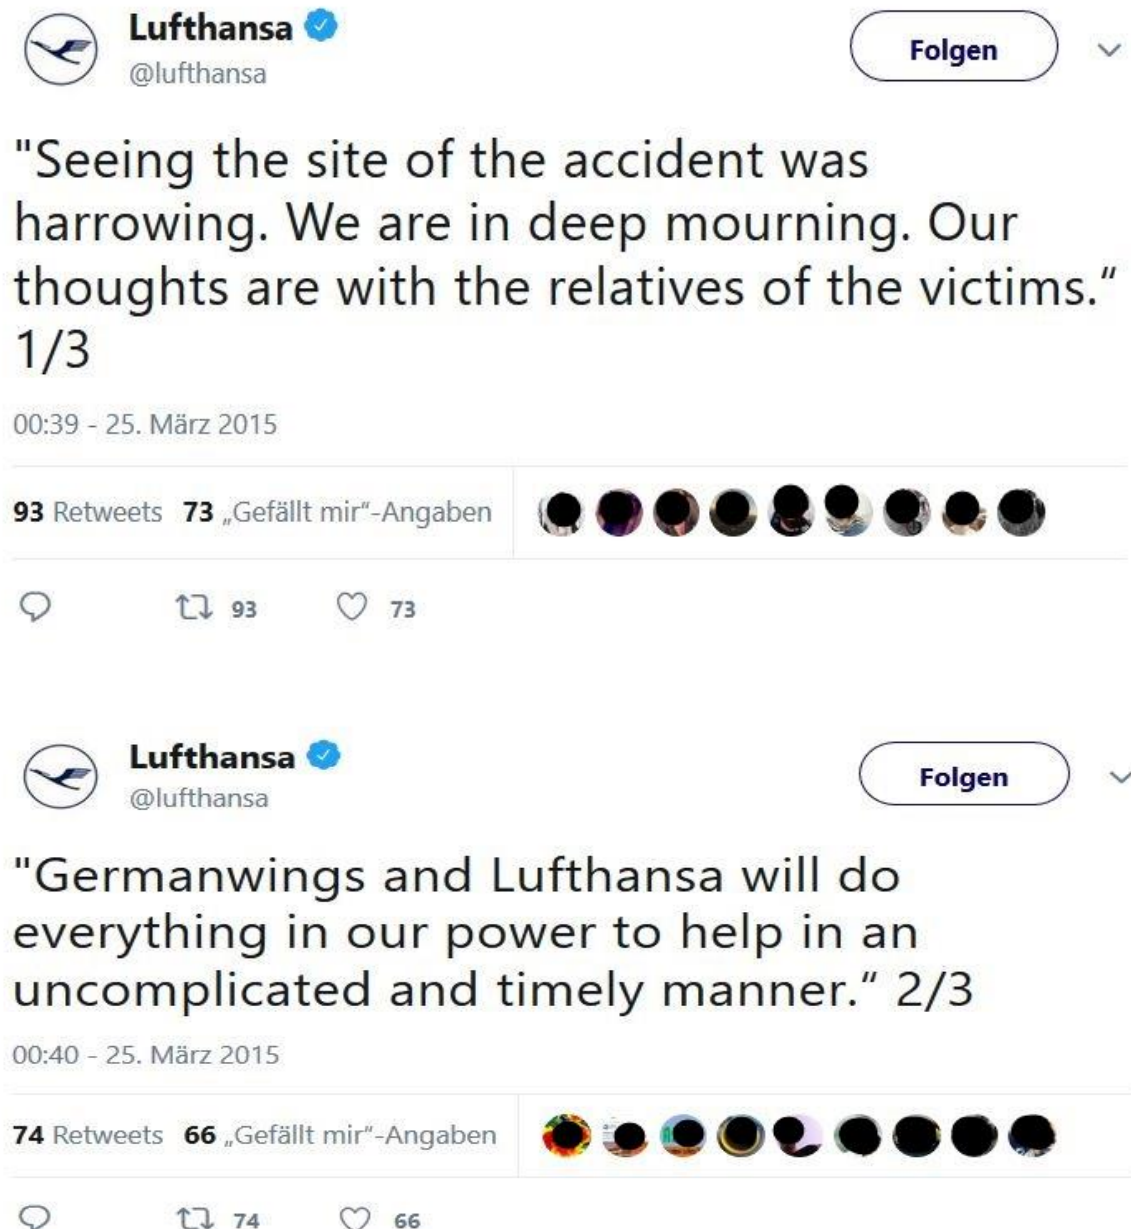 Lufthansa
@lufthansa
Folgen
"Seeing the site of the accident was
harrowing. We are in deep mourning. Our
thoughts are with the relatives of the victims.“
1/3
00:39 - 25. März 2015
93 Retweets 73 „Gefällt mir“-Angaben
93 73
Lufthansa
@lufthansa
Folgen
"Germanwings and Lufthansa will do
everything in our power to help in an
uncomplicated and timely manner.“ 2/3
00:40 - 25. März 2015
74 Retweets 66 „Gefällt mir“-Angaben
74 66